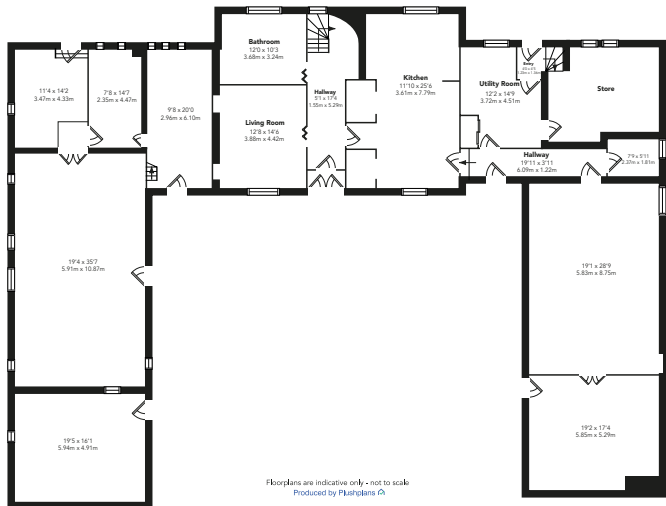 Bathroom
12'0 x 10'3
3.68m x 3.24m
11'4 x 14'2
3.47m x 4.33m
7'8 x 14'7
2.35m x 4.47m
9'8 x 20'0
2.96m x 6.10m
Hallway
5'1 x 17'4
1.55m x 5.29m
Living Room
12'8 x 14'6
3.88m x 4.42m
Kitchen
11'10 x 25'6
3.61m x 7.79m
Entry
Utility Room
12'2 x 14'9
3.72m x 4.51m
Store
Hallway
19'11 x 3'11
6.09m x 1.22m
7'9 x 5'11
2.37m x 1.81m
19'4 x 35'7
5.91m x 10.87m
19'1 x 28'9
5.83m x 8.75m
19'5 x 16'1
5.94m x 4.91m
19'2 x 17'4
5.85m x 5.29m
Floorplans are indicative only - not to scale
Produced by Plushplans